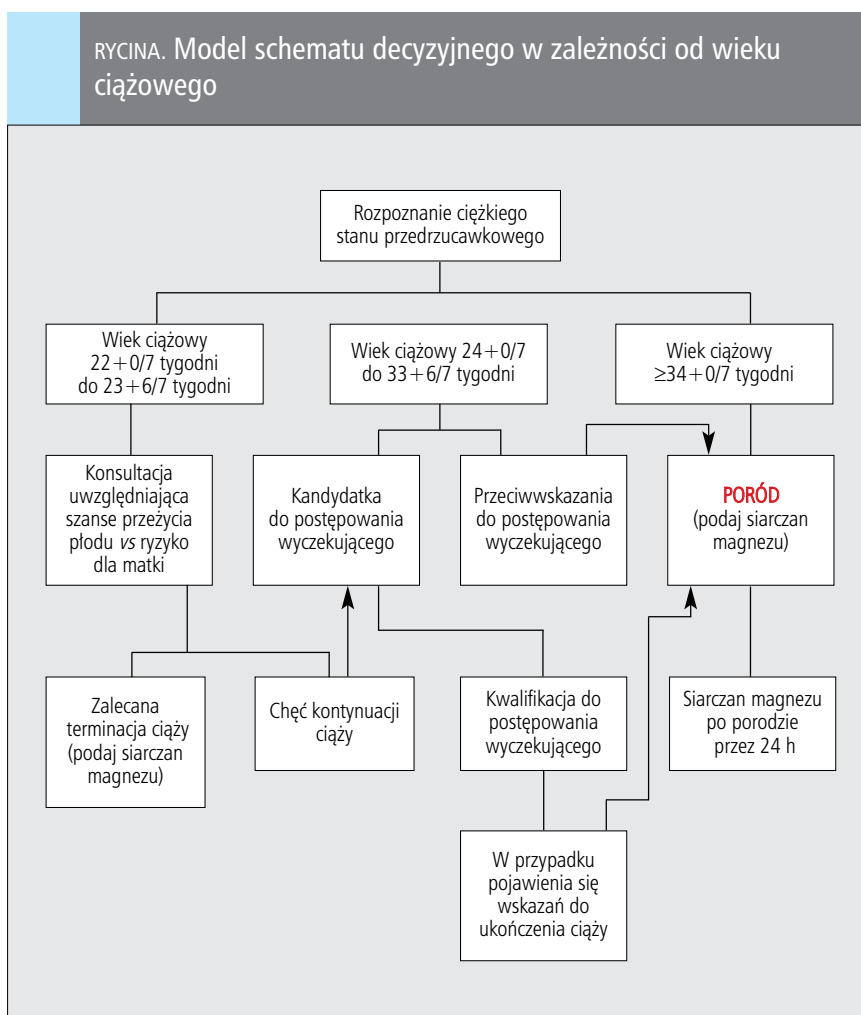 RYCINA. Model schematu decyzyjnego w zależności od wieku
ciążowego
Rozpoznanie ciężkiego
stanu przedrzucawkowego
Wiek ciążowy
22+0/7 tygodni
do 23+6/7 tygodni
Wiek ciążowy 24+0/7
do 33+6/7 tygodni
Wiek ciążowy
≥34+0/7 tygodni
Konsultacja
uwzględniająca
szanse przeżycia
płodu vs ryzyko
dla matki
Kandydatka
do postępowania
wyczekującego
Przeciwwskazania
do postępowania
wyczekującego
PORÓD
(podaj siarczan
magnezu)
Zalecana
terminacja ciąży
(podaj siarczan
magnezu)
Chęć kontynuacji
ciąży
Kwalifikacja do
postępowania
wyczekującego
Siarczan magnezu
po porodzie
przez 24 h
W przypadku
pojawienia się
wskazań do
ukończenia ciąży